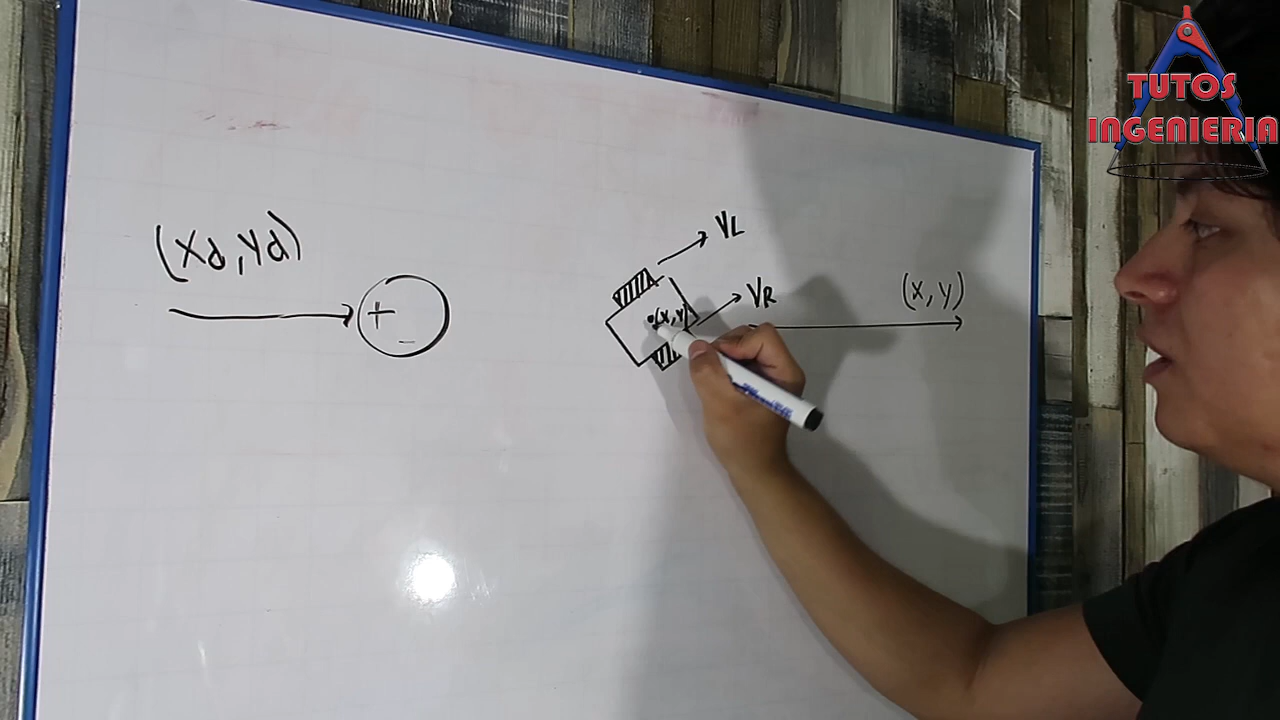 TUTOS
INGENIERIA
(Xd, Yd)
+
-
VL
VR
(X, Y)
(X, Y)